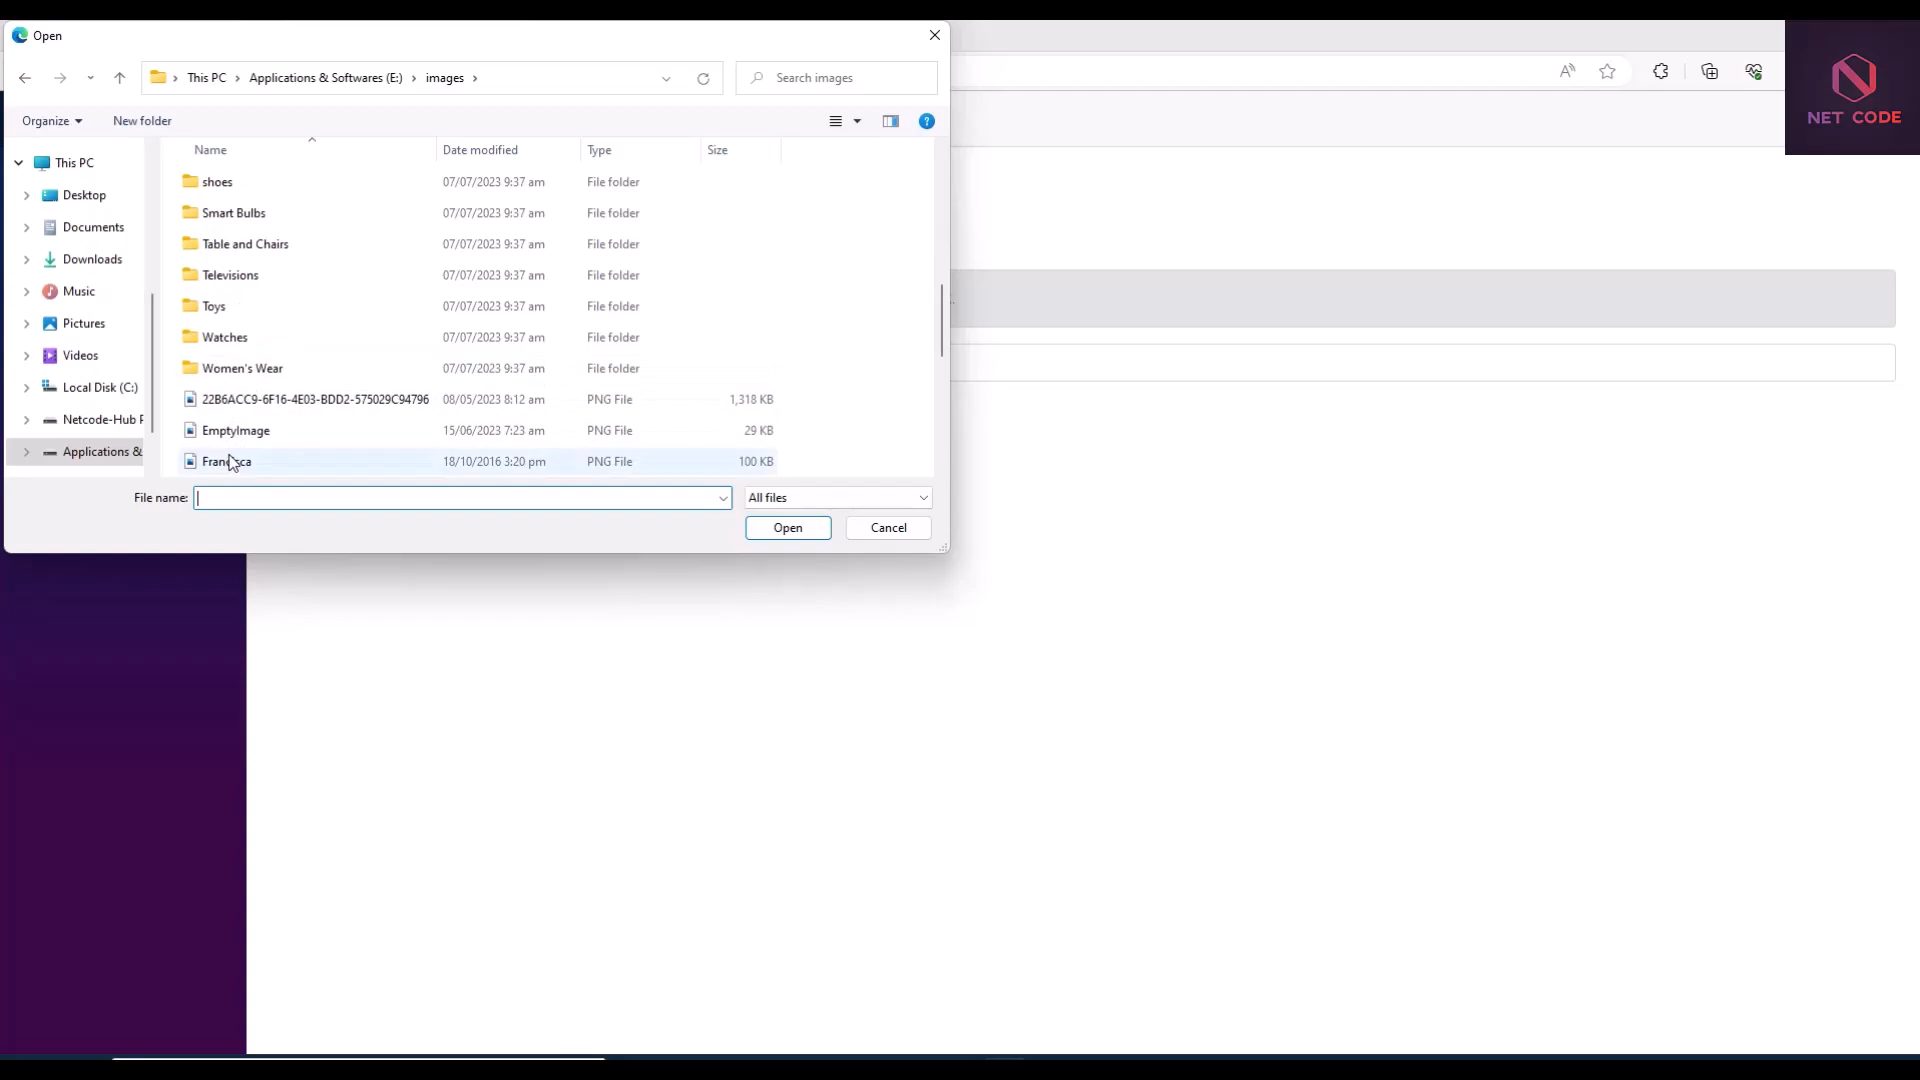 Open
This PC > Applications & Softwares (E:) > images >
Search images
NET CODE
Organize
New folder
Name
Date modified
Type
Size
This PC
Desktop
Documents
Downloads
Music
Pictures
Videos
Local Disk (C:)
Netcode-Hub P
Applications &
shoes 07/07/2023 9:37 am File folder
Smart Bulbs 07/07/2023 9:37 am File folder
Table and Chairs 07/07/2023 9:37 am File folder
Televisions 07/07/2023 9:37 am File folder
Toys 07/07/2023 9:37 am File folder
Watches 07/07/2023 9:37 am File folder
Women's Wear 07/07/2023 9:37 am File folder
22B6ACC9-6F16-4E03-BDD2-575029C94796 08/05/2023 8:12 am PNG File 1,318 KB
EmptyImage 15/06/2023 7:23 am PNG File 29 KB
18/10/2016 3:20 pm PNG File 100 KB
File name:
All files
Open
Cancel